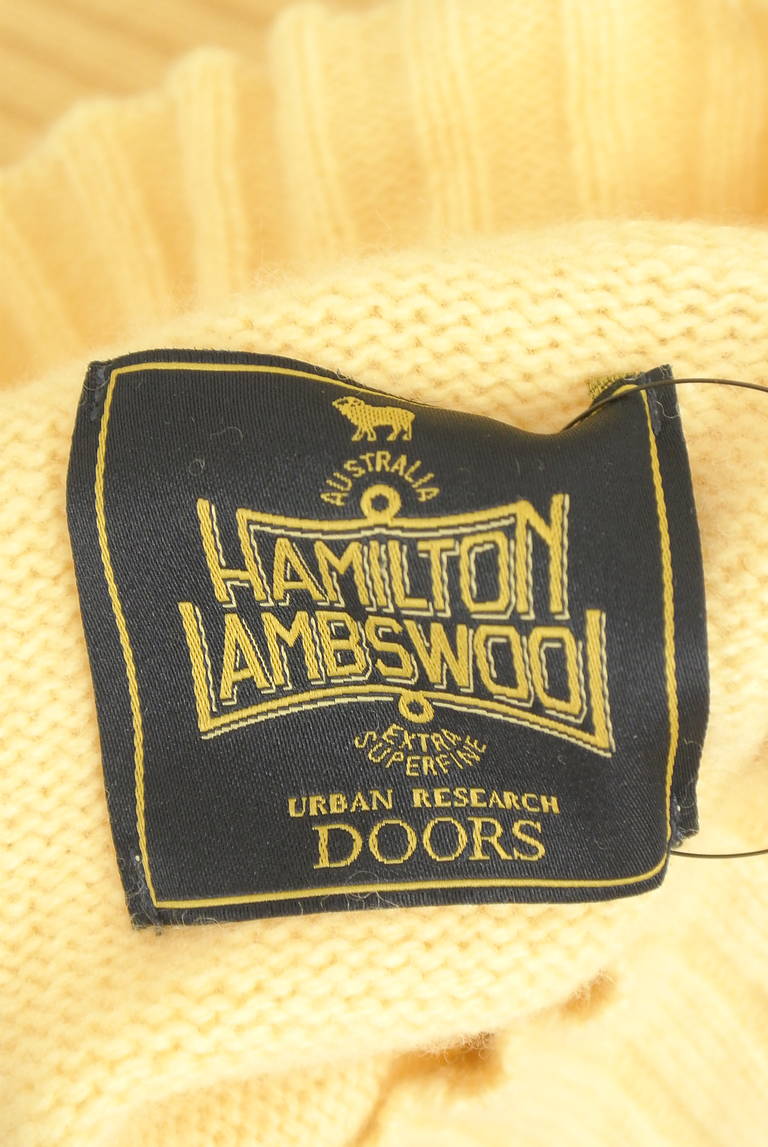 AUSTRALIA
HAMILTON
LAMBSWOOL
EXTRA
SUPERFINE
URBAN RESEARCH
DOORS